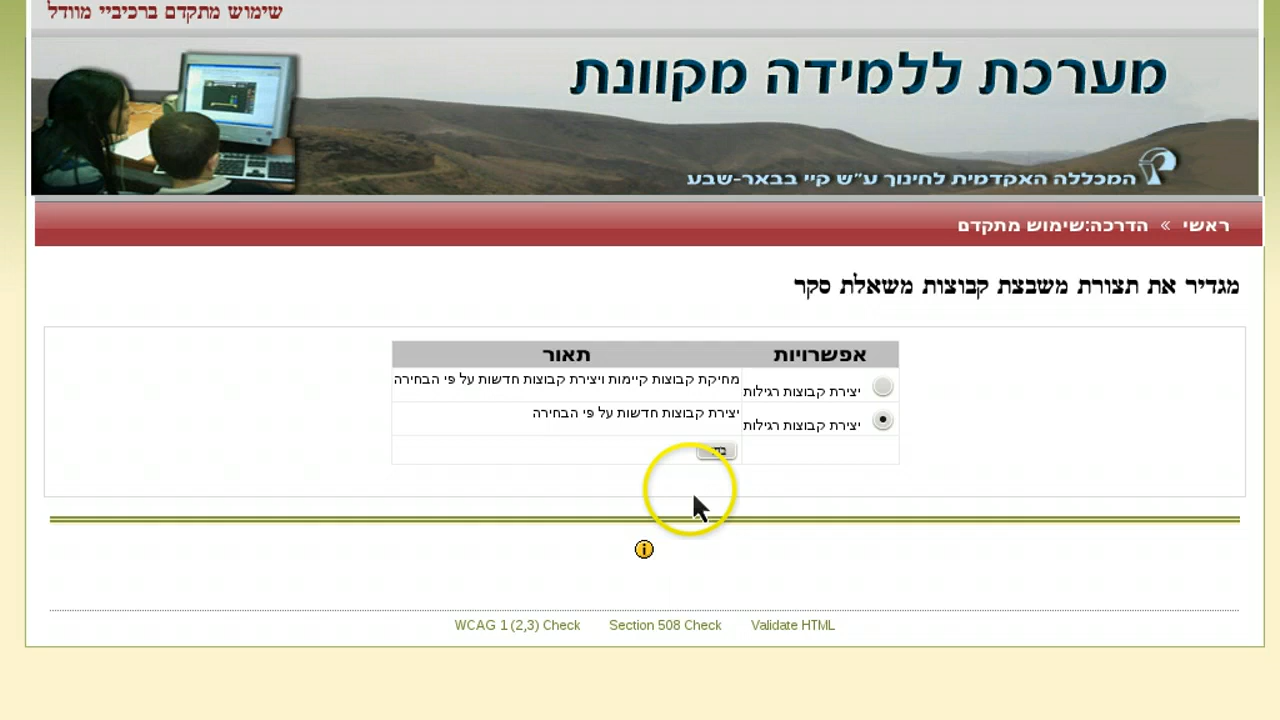 שימוש מתקדם ברכיביי מוודל
מערכת ללמידה מקוונת
המכללה האקדמית לחינוך ע״ש קיי בבאר-שבע
ראשי » הדרכה:שימוש מתקדם
מגדיר את תצורת משבצת קבוצות משאלת סקר
אפשרויות תאור
יצירת קבוצות רגילות מחיקת קבוצות קיימות ויצירת קבוצות חדשות על פי הבחירה
יצירת קבוצות רגילות יצירת קבוצות חדשות על פי הבחירה
WCAG 1 (2,3) Check Section 508 Check Validate HTML